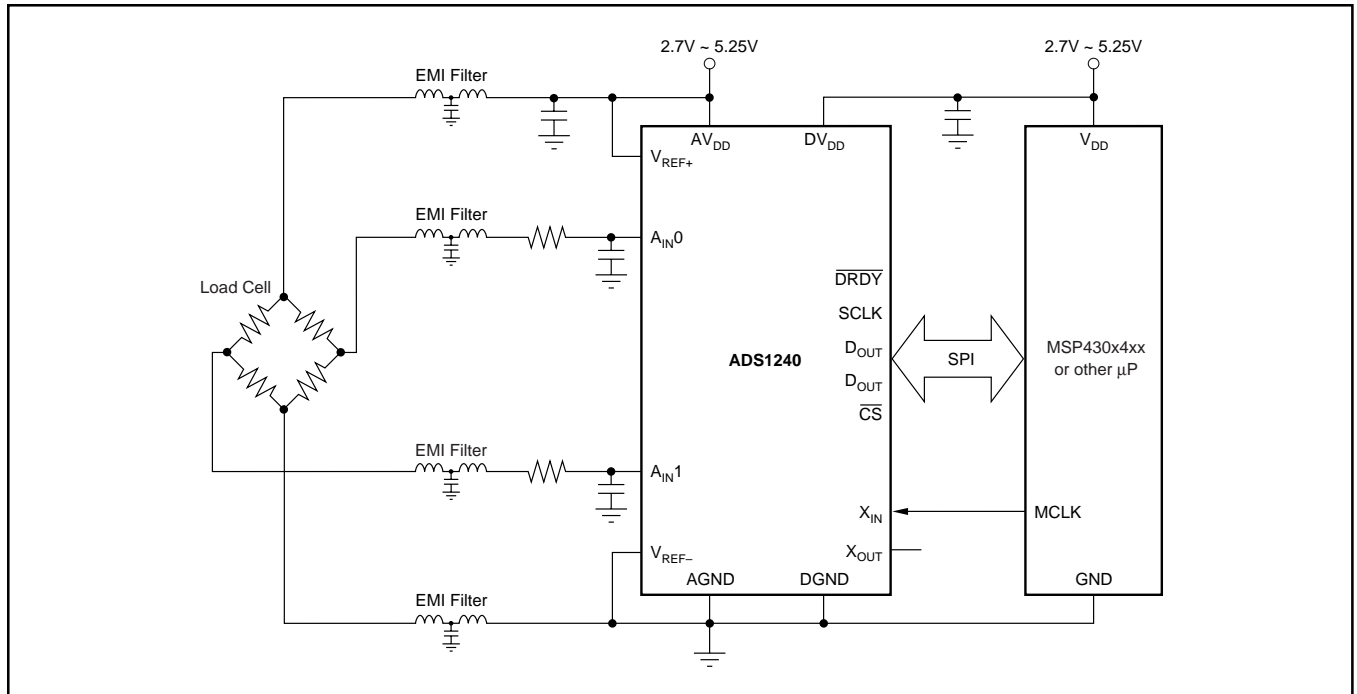 2.7V ~ 5.25V
2.7V ~ 5.25V
EMI Filter
AVDD
DVDD
VDD
VREF+
EMI Filter
AIN0
Load Cell
DRDY
SCLK
ADS1240
DOUT
SPI
MSP430x4xx
or other µP
DOUT
CS
EMI Filter
AIN1
XIN
MCLK
VREF–
XOUT
EMI Filter
AGND
DGND
GND